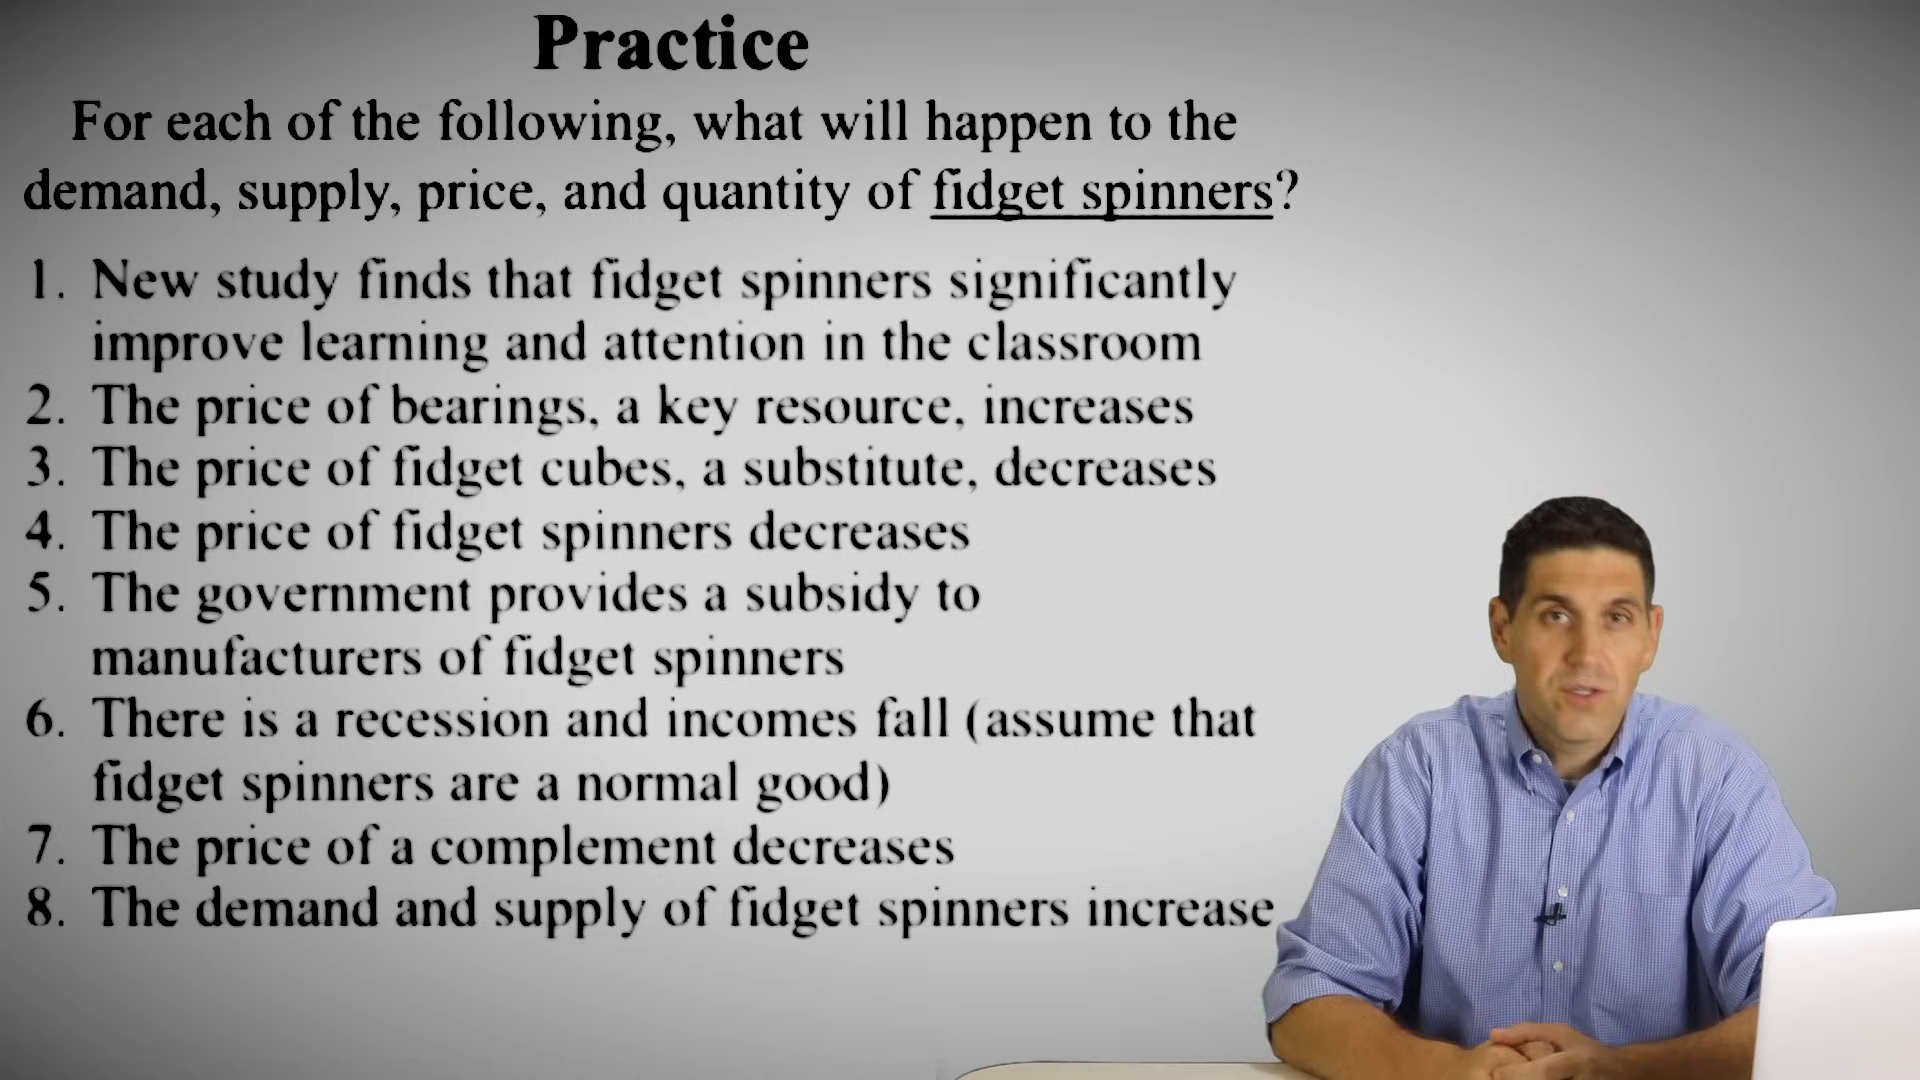 Practice
For each of the following, what will happen to the
demand, supply, price, and quantity of fidget spinners?
1. New study finds that fidget spinners significantly
improve learning and attention in the classroom
2. The price of bearings, a key resource, increases
3. The price of fidget cubes, a substitute, decreases
4. The price of fidget spinners decreases
5. The government provides a subsidy to
manufacturers of fidget spinners
6. There is a recession and incomes fall (assume that
fidget spinners are a normal good)
7. The price of a complement decreases
8. The demand and supply of fidget spinners increase